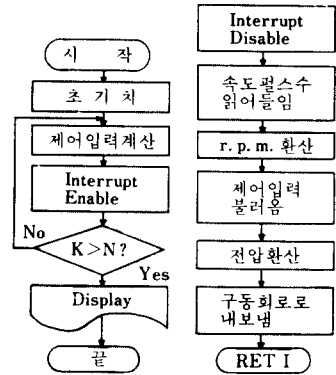 시 작
초 기 치
제어입력계산
Interrupt
Enable
No
K>N?
Yes
Display
끝
Interrupt
Disable
속도펄스수
읽어들임
r. p. m. 환산
제어입력
불러옴
전압환산
구동회로로
내보냄
RET I